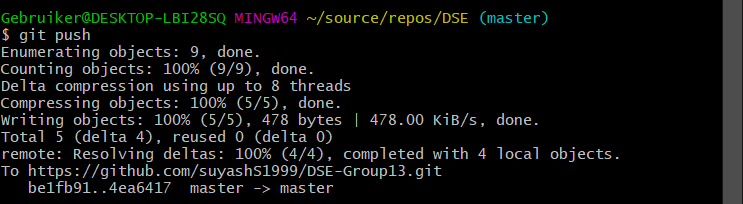 Gebruiker@DESKTOP-LBI28SQ MINGW64 ~/source/repos/DSE (master)
$ git push
Enumerating objects: 9, done.
Counting objects: 100% (9/9), done.
Delta compression using up to 8 threads
Compressing objects: 100% (5/5), done.
Writing objects: 100% (5/5), 478 bytes | 478.00 KiB/s, done.
Total 5 (delta 4), reused 0 (delta 0)
remote: Resolving deltas: 100% (4/4), completed with 4 local objects.
To https://github.com/suyashS1999/DSE-Group13.git
   be1fb91..4ea6417  master -> master